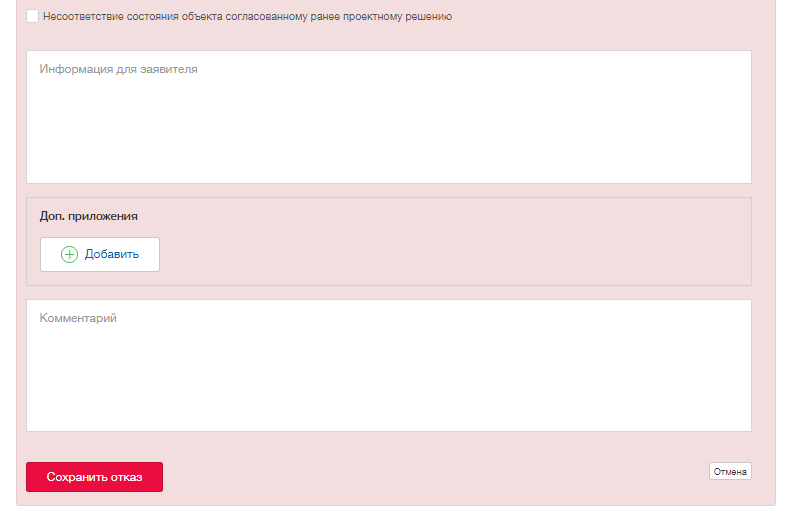 Несоответствие состояния объекта согласованному ранее проектному решению
Информация для заявителя
Доп. приложения
Добавить
Комментарий
Сохранить отказ
Отмена